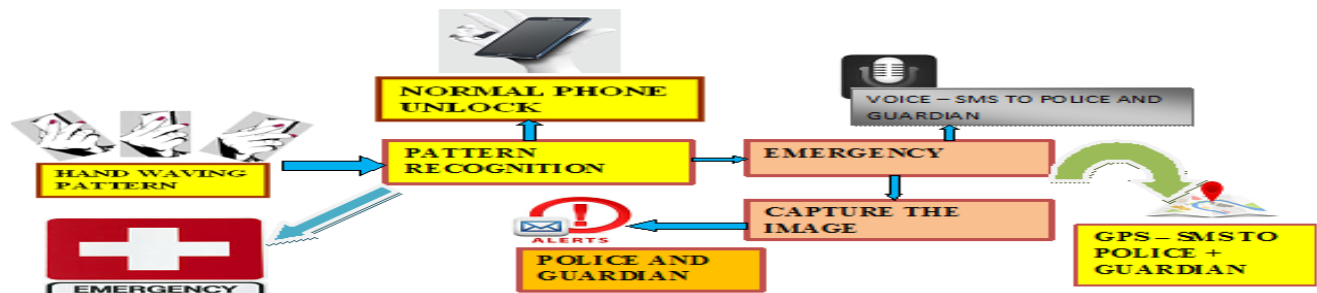 NORMAL PHONE
UNLOCK
VOICE – SMS TO POLICE AND
GUARDIAN
HAND WAVING
PATTERN
PATTERN
RECOGNITION
EMERGENCY
CAPTURE THE
IMAGE
ALERTS
POLICE AND
GUARDIAN
GPS – SMS TO
POLICE +
GUARDIAN
EMERGENCY